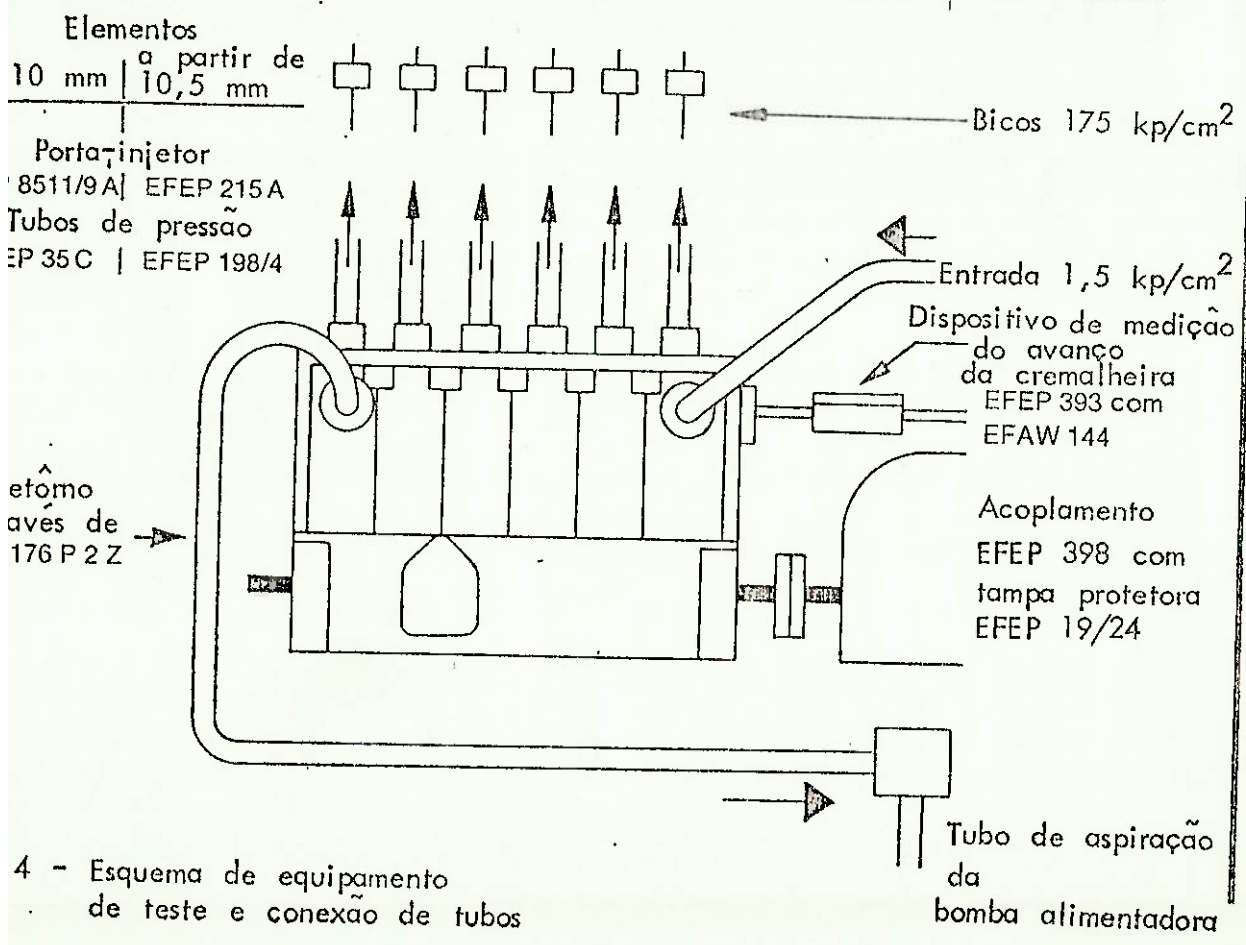 Elementos
10 mm | a partir de 10,5 mm
Porta-injetor
8511/9 A | EFEP 215 A
Tubos de pressão
EP 35 C | EFEP 198/4
Bicos 175 kp/cm²
Entrada 1,5 kp/cm²
Dispositivo de medição
do avanço
da cremalheira
EFEP 393 com
EFAW 144
etôrno
avés de
176 P 2 Z
Acoplamento
EFEP 398 com
tampa protetora
EFEP 19/24
Tubo de aspiração
da
bomba alimentadora
4 - Esquema de equipamento
de teste e conexão de tubos